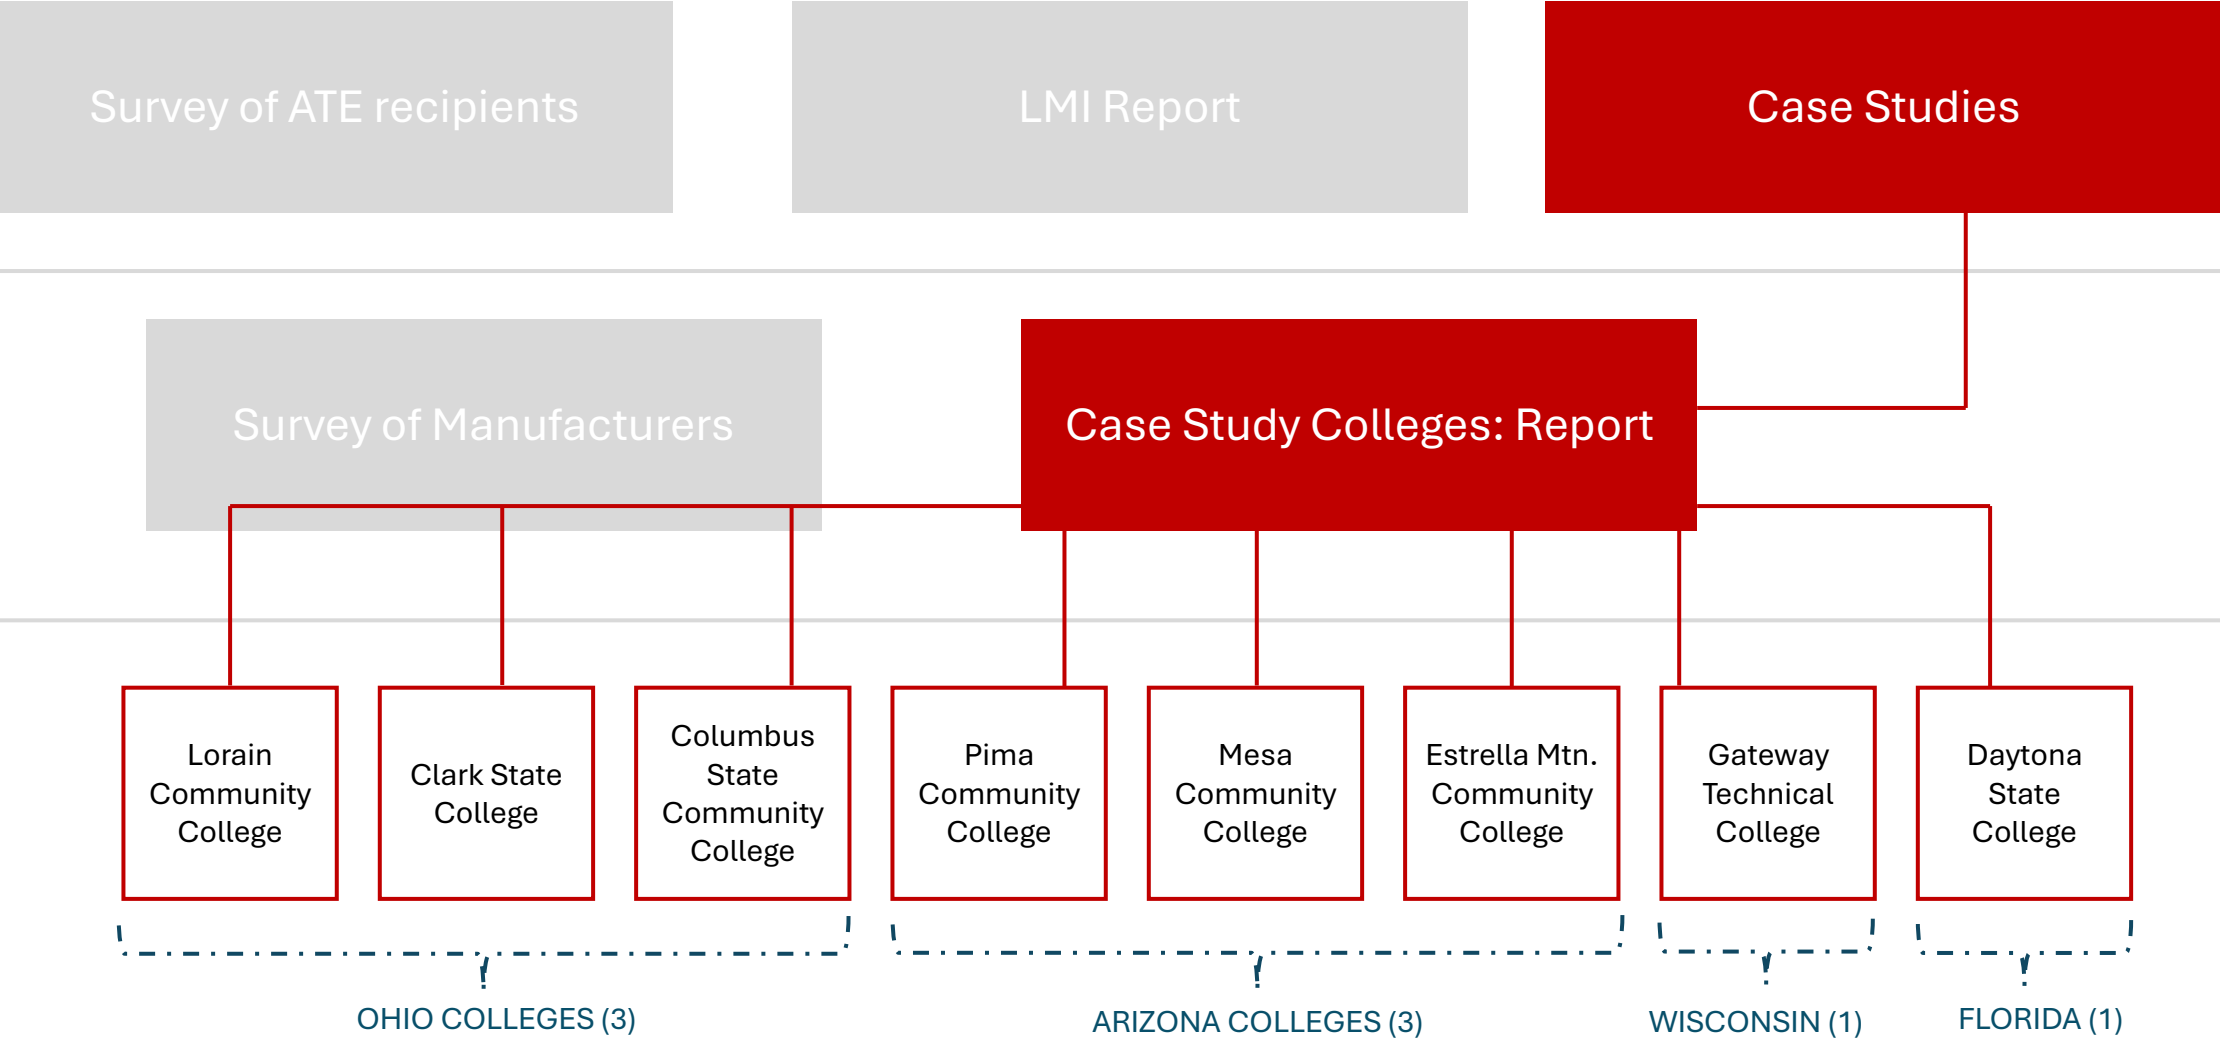 Survey of ATE recipients
LMI Report
Case Studies
Survey of Manufacturers
Case Study Colleges: Report
Lorain
Community
College
Clark State
College
Columbus
State
Community
College
Pima
Community
College
Mesa
Community
College
Estrella Mtn.
Community
College
Gateway
Technical
College
Daytona
State
College
OHIO COLLEGES (3)
ARIZONA COLLEGES (3)
WISCONSIN (1)
FLORIDA (1)